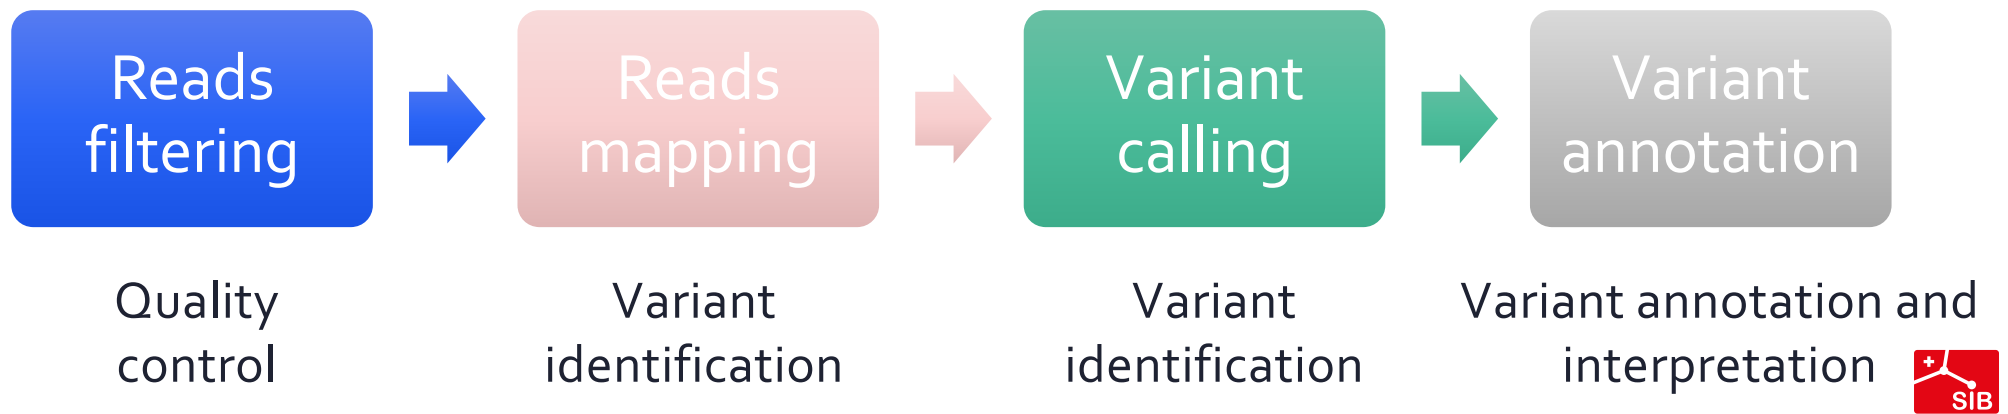 Reads
filtering
Reads
mapping
Variant
calling
Variant
annotation
Quality
control
Variant
identification
Variant
identification
Variant annotation and
interpretation
SIB